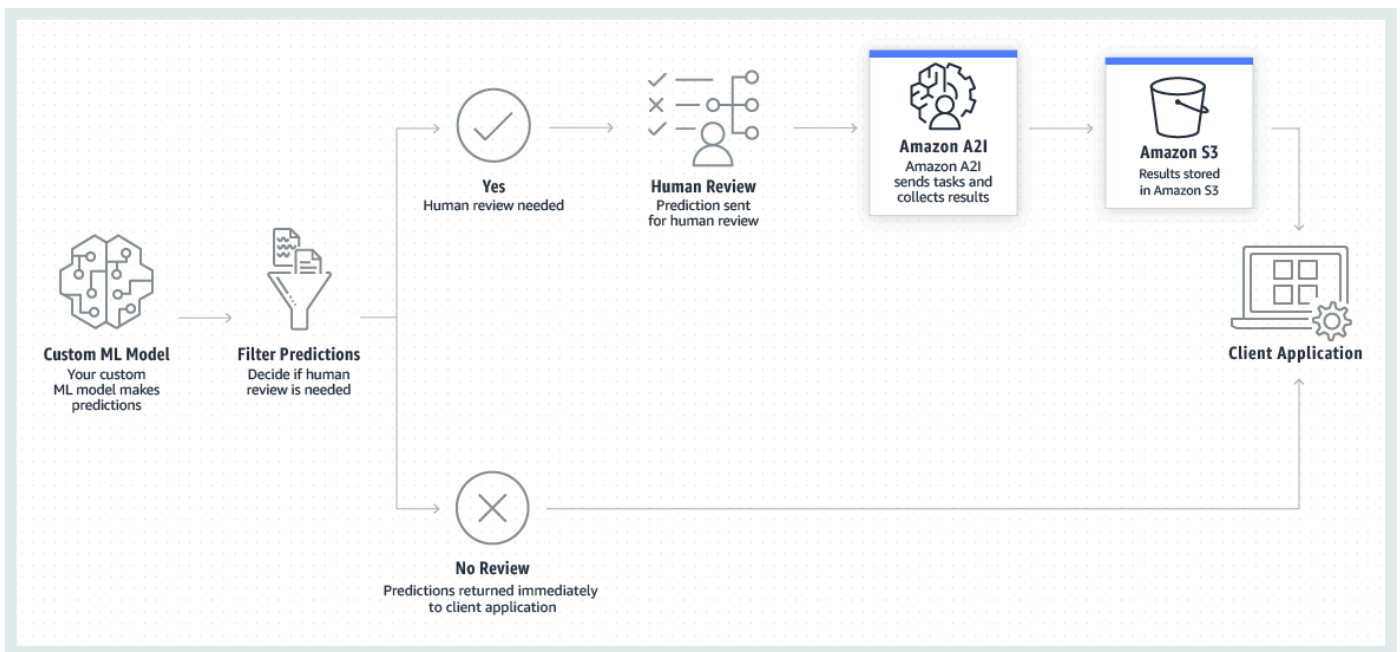 Custom ML Model
Your custom
ML model makes
predictions
Filter Predictions
Decide if human
review is needed
Yes
Human review needed
Human Review
Prediction sent
for human review
Amazon A2I
Amazon A2I
sends tasks and
collects results
Amazon S3
Results stored
in Amazon S3
Client Application
No Review
Predictions returned immediately
to client application